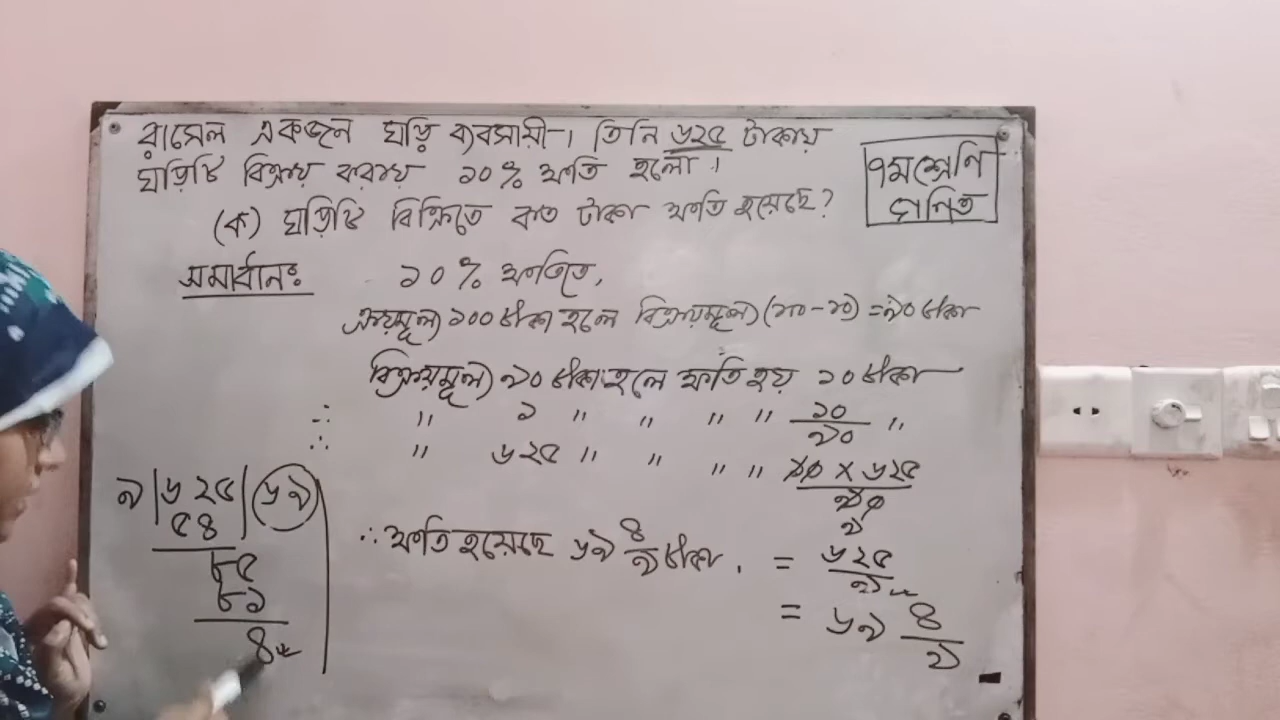 রাসেল একজন ঘড়ি ব্যবসায়ী। তিনি ৬২৫ টাকায়
ঘড়িটি বিক্রয় করায় ১০% ক্ষতি হলো।
(ক) ঘড়িটি বিক্রিতে কত টাকা ক্ষতি হয়েছে?
৭ম শ্রেণি
গণিত
সমাধানঃ ১০% ক্ষতিতে,
ক্রয়মূল্য ১০০ টাকা হলে বিক্রয়মূল্য (১০০-১০) = ৯০ টাকা
বিক্রয়মূল্য ৯০ টাকা হলে ক্ষতি হয় ১০ টাকা
∴ " ১ " " " " ১০/৯০ "
∴ " ৬২৫ " " " " ১০ × ৬২৫/৯০
৯
∴ ক্ষতি হয়েছে ৬৯ ৪/৯ টাকা.
= ৬২৫/৯
= ৬৯ ৪/৯
৯|৬২৫|৬৯
৫৪
৮৫
৮১
৪